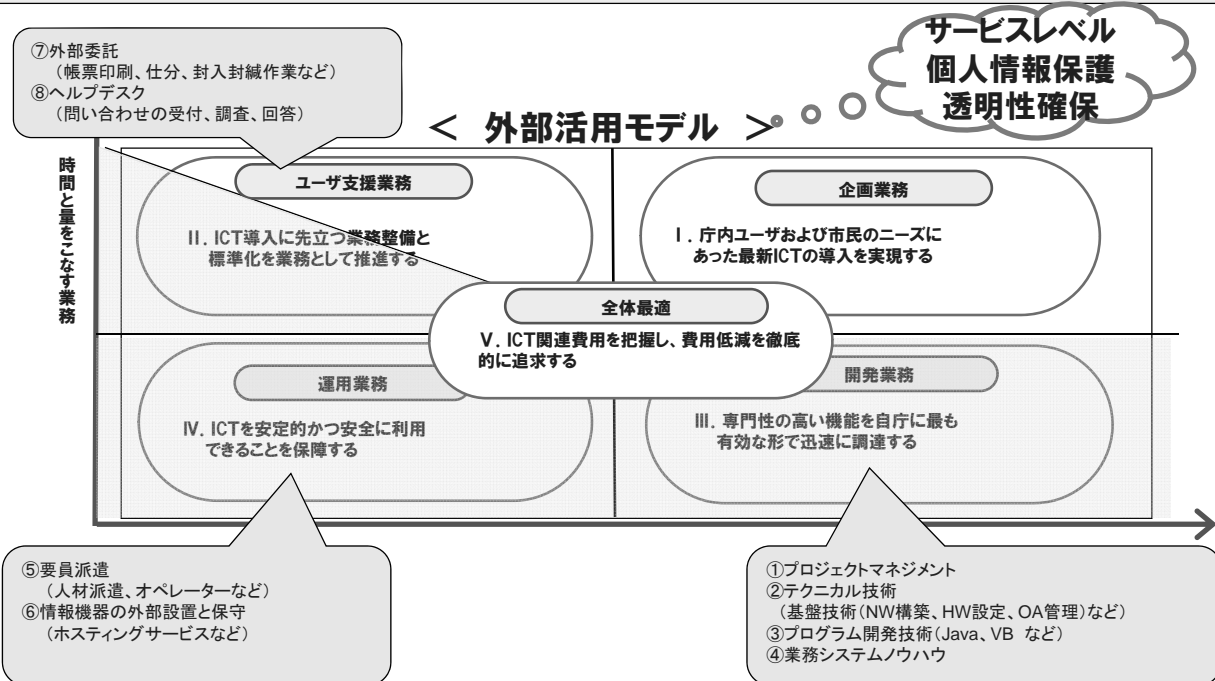 ⑦外部委託
（帳票印刷、仕分、封入封緘作業など）
⑧ヘルプデスク
（問い合わせの受付、調査、回答）
サービスレベル
個人情報保護
透明性確保
＜ 外部活用モデル ＞
時間と量をこなす業務
ユーザ支援業務
Ⅱ．ICT導入に先立つ業務整備と
標準化を業務として推進する
企画業務
Ⅰ．庁内ユーザおよび市民のニーズに
あった最新ICTの導入を実現する
全体最適
Ⅴ．ICT関連費用を把握し、費用低減を徹底
的に追求する
運用業務
Ⅳ．ICTを安定的かつ安全に利用
できることを保障する
開発業務
Ⅲ．専門性の高い機能を自庁に最も
有効な形で迅速に調達する
⑤要員派遣
（人材派遣、オペレーターなど）
⑥情報機器の外部設置と保守
（ホスティングサービスなど）
①プロジェクトマネジメント
②テクニカル技術
（基盤技術（NW構築、HW設定、OA管理）など）
③プログラム開発技術（Java、VB など）
④業務システムノウハウ